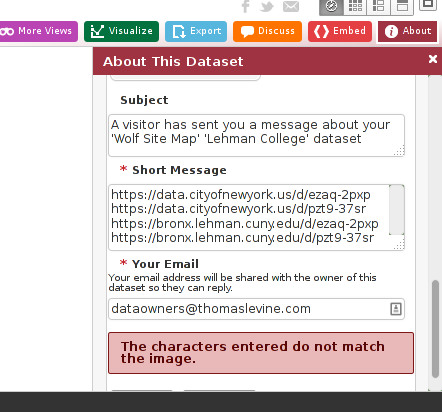 More Views
Visualize
Export
Discuss
Embed
About
About This Dataset
Subject
A visitor has sent you a message about your
'Wolf Site Map' 'Lehman College' dataset
* Short Message
https://data.cityofnewyork.us/d/ezaq-2pxp
https://data.cityofnewyork.us/d/pzt9-37sr
https://bronx.lehman.cuny.edu/d/ezaq-2pxp
https://bronx.lehman.cuny.edu/d/pzt9-37sr
* Your Email
Your email address will be shared with the owner of this
dataset so they can reply.
dataowners@thomaslevine.com
The characters entered do not match
the image.